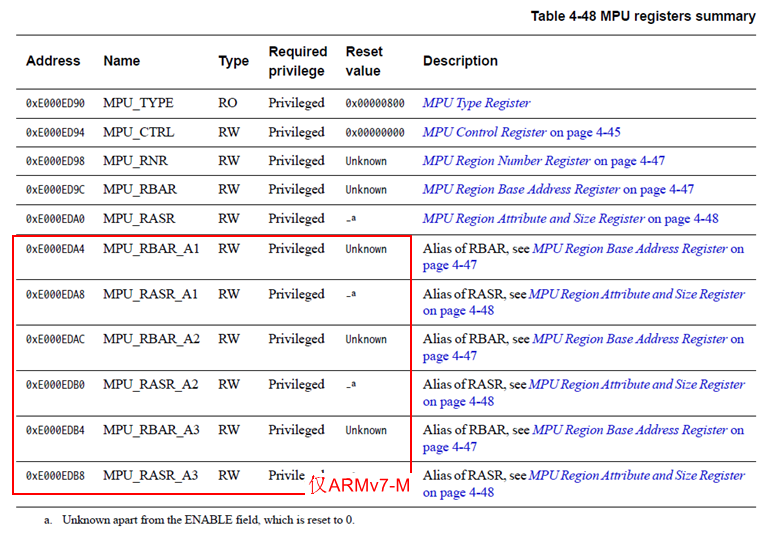 Table 4-48 MPU registers summary
Address Name Type Required privilege Reset value Description
0xE000ED90 MPU_TYPE RO Privileged 0x00000800 MPU Type Register
0xE000ED94 MPU_CTRL RW Privileged 0x00000000 MPU Control Register on page 4-45
0xE000ED98 MPU_RNR RW Privileged Unknown MPU Region Number Register on page 4-47
0xE000ED9C MPU_RBAR RW Privileged Unknown MPU Region Base Address Register on page 4-47
0xE000EDA0 MPU_RASR RW Privileged -a MPU Region Attribute and Size Register on page 4-48
0xE000EDA4 MPU_RBAR_A1 RW Privileged Unknown Alias of RBAR, see MPU Region Base Address Register on
page 4-47
0xE000EDA8 MPU_RASR_A1 RW Privileged -a Alias of RASR, see MPU Region Attribute and Size Register
on page 4-48
0xE000EDAC MPU_RBAR_A2 RW Privileged Unknown Alias of RBAR, see MPU Region Base Address Register on
page 4-47
0xE000EDB0 MPU_RASR_A2 RW Privileged -a Alias of RASR, see MPU Region Attribute and Size Register
on page 4-48
0xE000EDB4 MPU_RBAR_A3 RW Privileged Unknown Alias of RBAR, see MPU Region Base Address Register on
page 4-47
0xE000EDB8 MPU_RASR_A3 RW Alias of RASR, see MPU Region Attribute and Size Register
on page 4-48
仅ARMv7-M
a. Unknown apart from the ENABLE field, which is reset to 0.